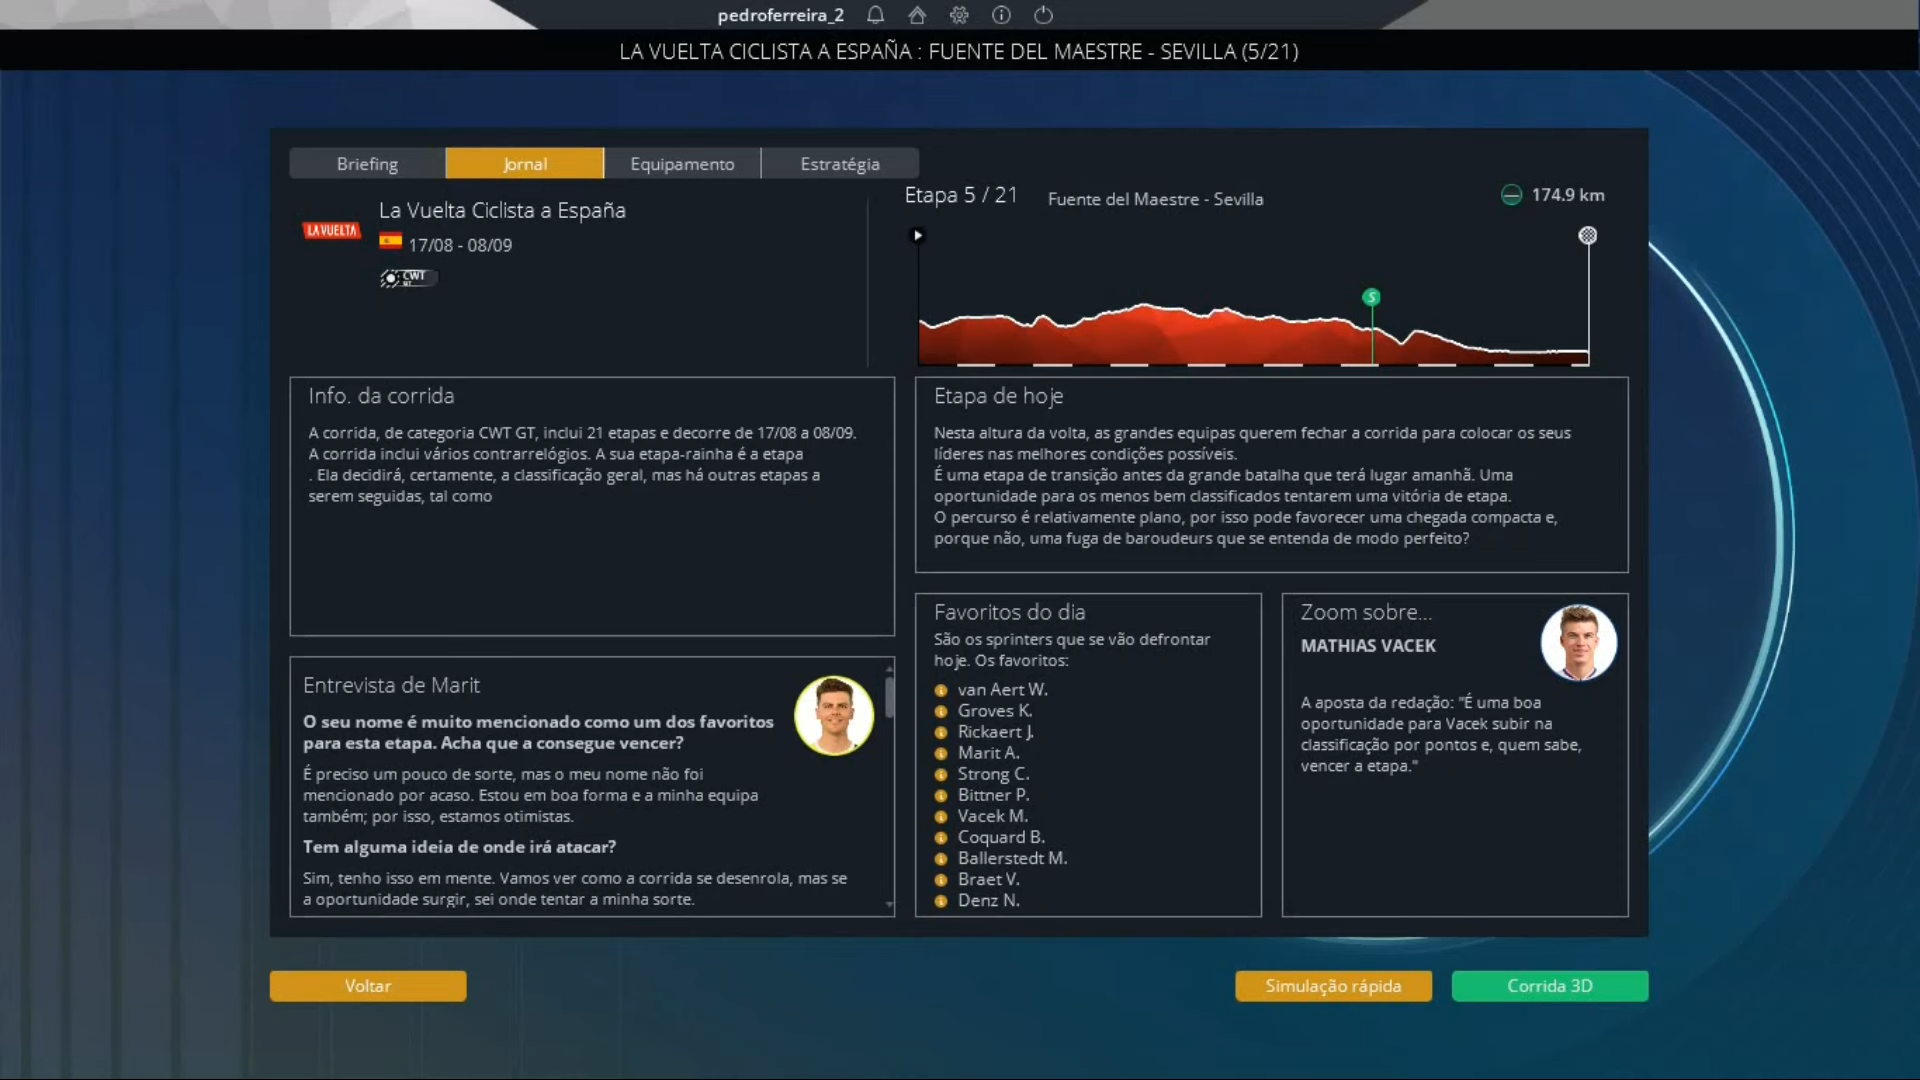 pedroferreira_2
LA VUELTA CICLISTA A ESPAÑA : FUENTE DEL MAESTRE - SEVILLA (5/21)
Briefing
Jornal
Equipamento
Estratégia
LA VUELTA
La Vuelta Ciclista a España
17/08 - 08/09
CWT
GT
Etapa 5 / 21
Fuente del Maestre - Sevilla
174.9 km
S
Info. da corrida
A corrida, de categoria CWT GT, inclui 21 etapas e decorre de 17/08 a 08/09.
A corrida inclui vários contrarrelógios. A sua etapa-rainha é a etapa
. Ela decidirá, certamente, a classificação geral, mas há outras etapas a
serem seguidas, tal como
Etapa de hoje
Nesta altura da volta, as grandes equipas querem fechar a corrida para colocar os seus
líderes nas melhores condições possíveis.
É uma etapa de transição antes da grande batalha que terá lugar amanhã. Uma
oportunidade para os menos bem classificados tentarem uma vitória de etapa.
O percurso é relativamente plano, por isso pode favorecer uma chegada compacta e,
porque não, uma fuga de baroudeurs que se entenda de modo perfeito?
Entrevista de Marit
O seu nome é muito mencionado como um dos favoritos
para esta etapa. Acha que a consegue vencer?
É preciso um pouco de sorte, mas o meu nome não foi
mencionado por acaso. Estou em boa forma e a minha equipa
também; por isso, estamos otimistas.
Tem alguma ideia de onde irá atacar?
Sim, tenho isso em mente. Vamos ver como a corrida se desenrola, mas se
a oportunidade surgir, sei onde tentar a minha sorte.
Favoritos do dia
São os sprinters que se vão defrontar
hoje. Os favoritos:
van Aert W.
Groves K.
Rickaert J.
Marit A.
Strong C.
Bittner P.
Vacek M.
Coquard B.
Ballerstedt M.
Braet V.
Denz N.
Zoom sobre...
MATHIAS VACEK
A aposta da redação: "É uma boa
oportunidade para Vacek subir na
classificação por pontos e, quem sabe,
vencer a etapa."
Voltar
Simulação rápida
Corrida 3D